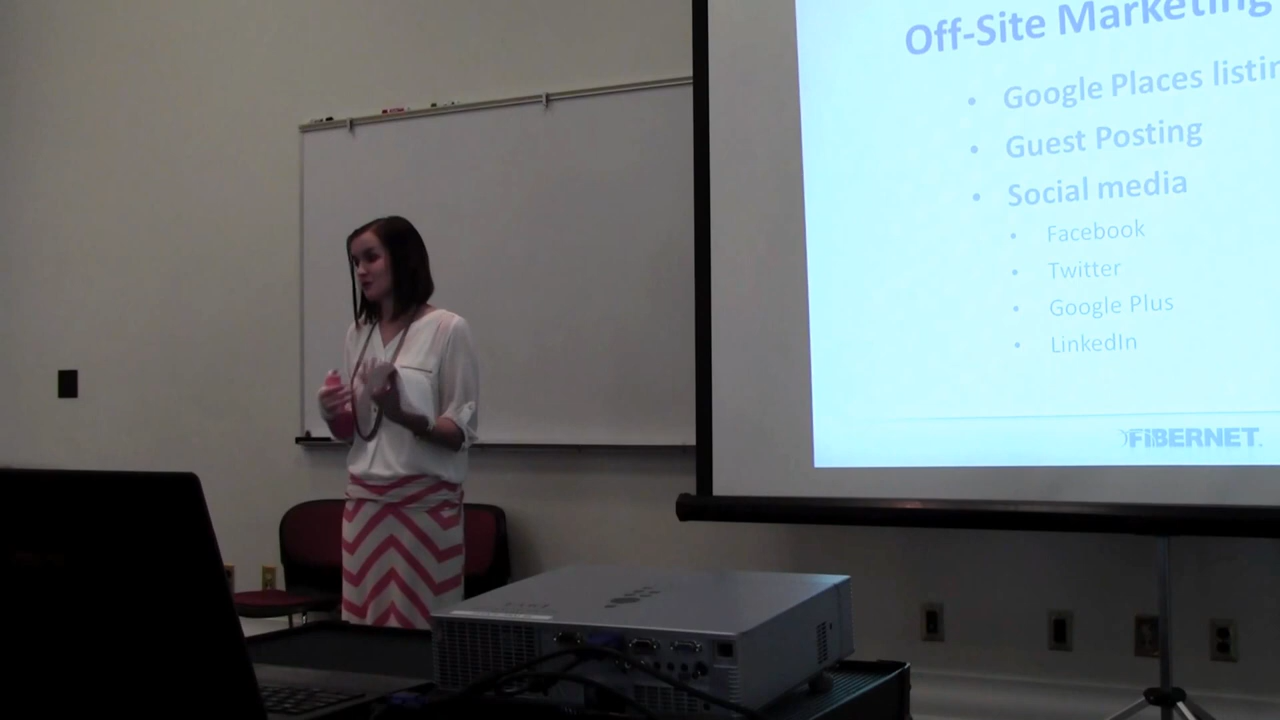 Off-Site Marketing
• Google Places listin
• Guest Posting
• Social media
• Facebook
• Twitter
• Google Plus
• LinkedIn
FIBERNET.